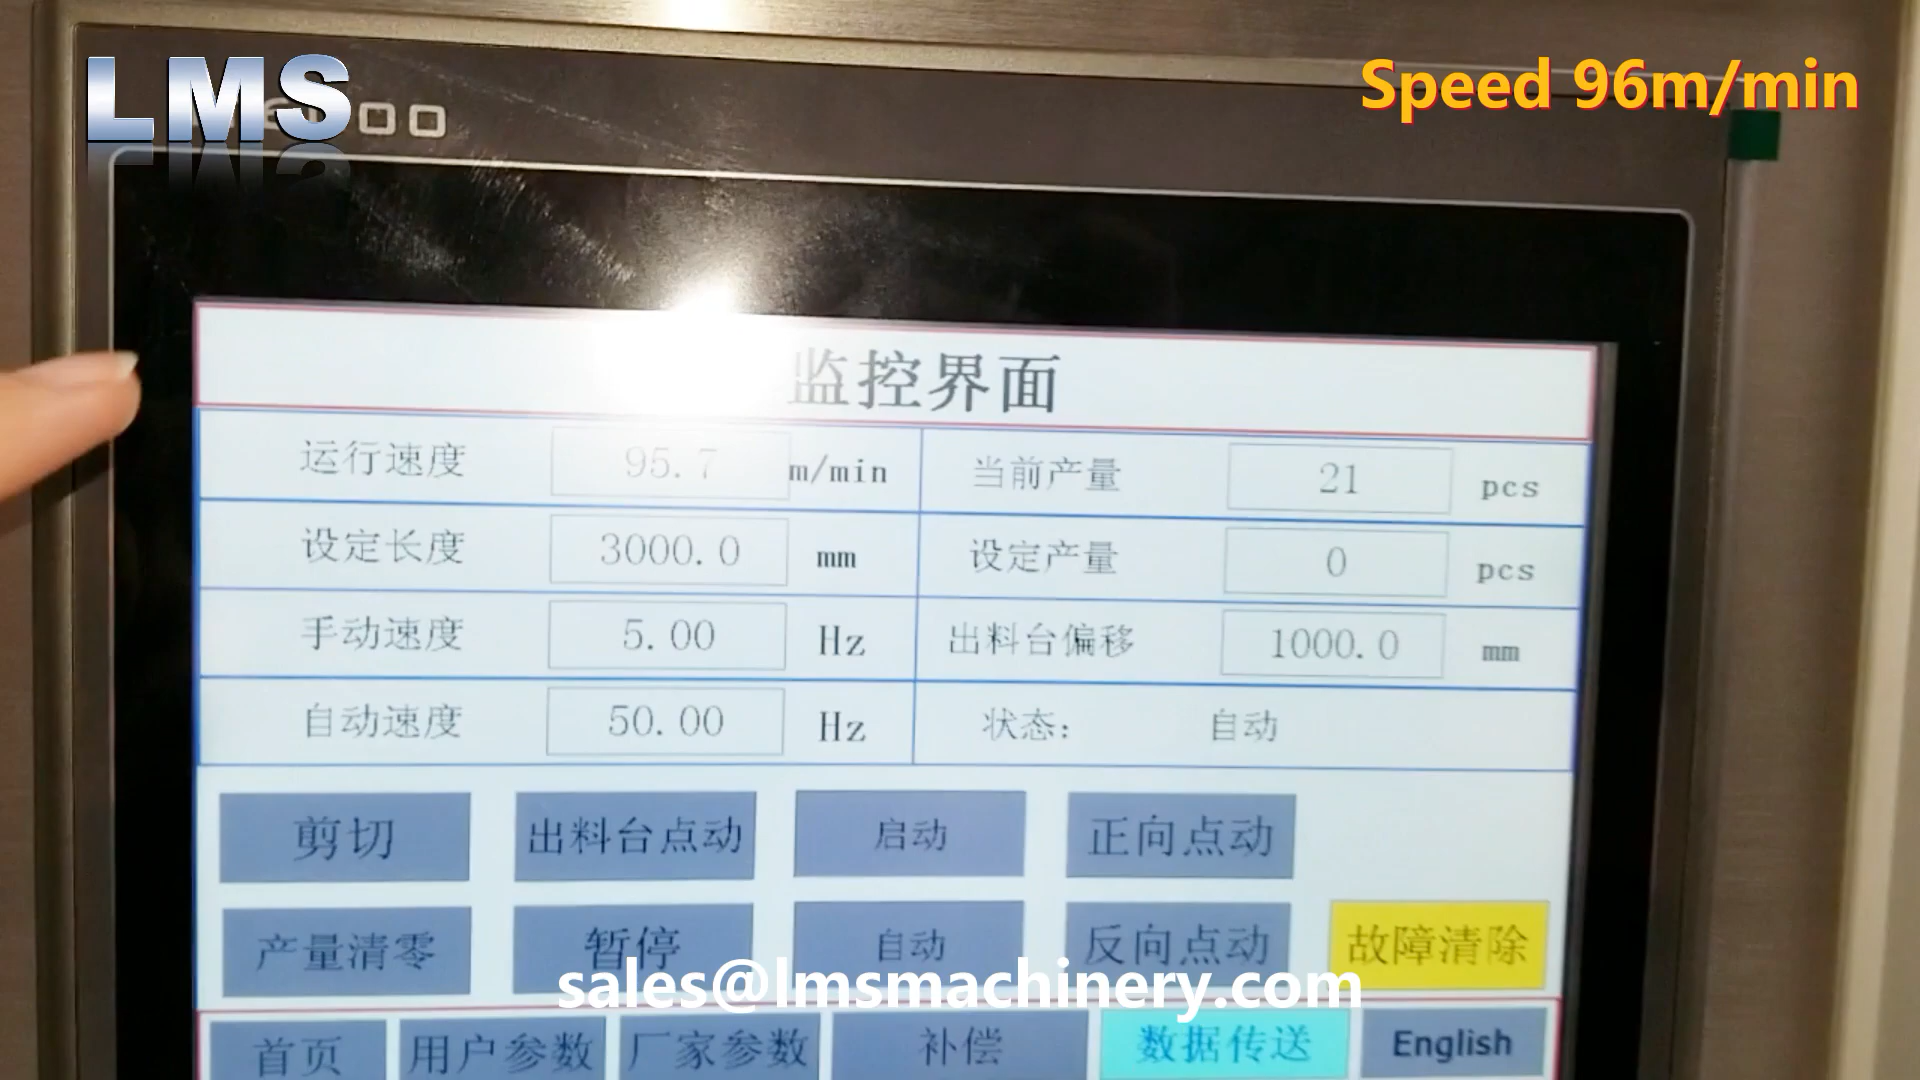 LMS
Speed 96m/min
监控界面
运行速度 95.7 m/min 当前产量 21 pcs
设定长度 3000.0 mm 设定产量 0 pcs
手动速度 5.00 Hz 出料台偏移 1000.0 mm
自动速度 50.00 Hz 状态: 自动
剪切 出料台点动 启动 正向点动
产量清零 暂停 自动 反向点动 故障清除
sales@lmsmachinery.com
首页 用户参数 厂家参数 补偿 数据传送 English